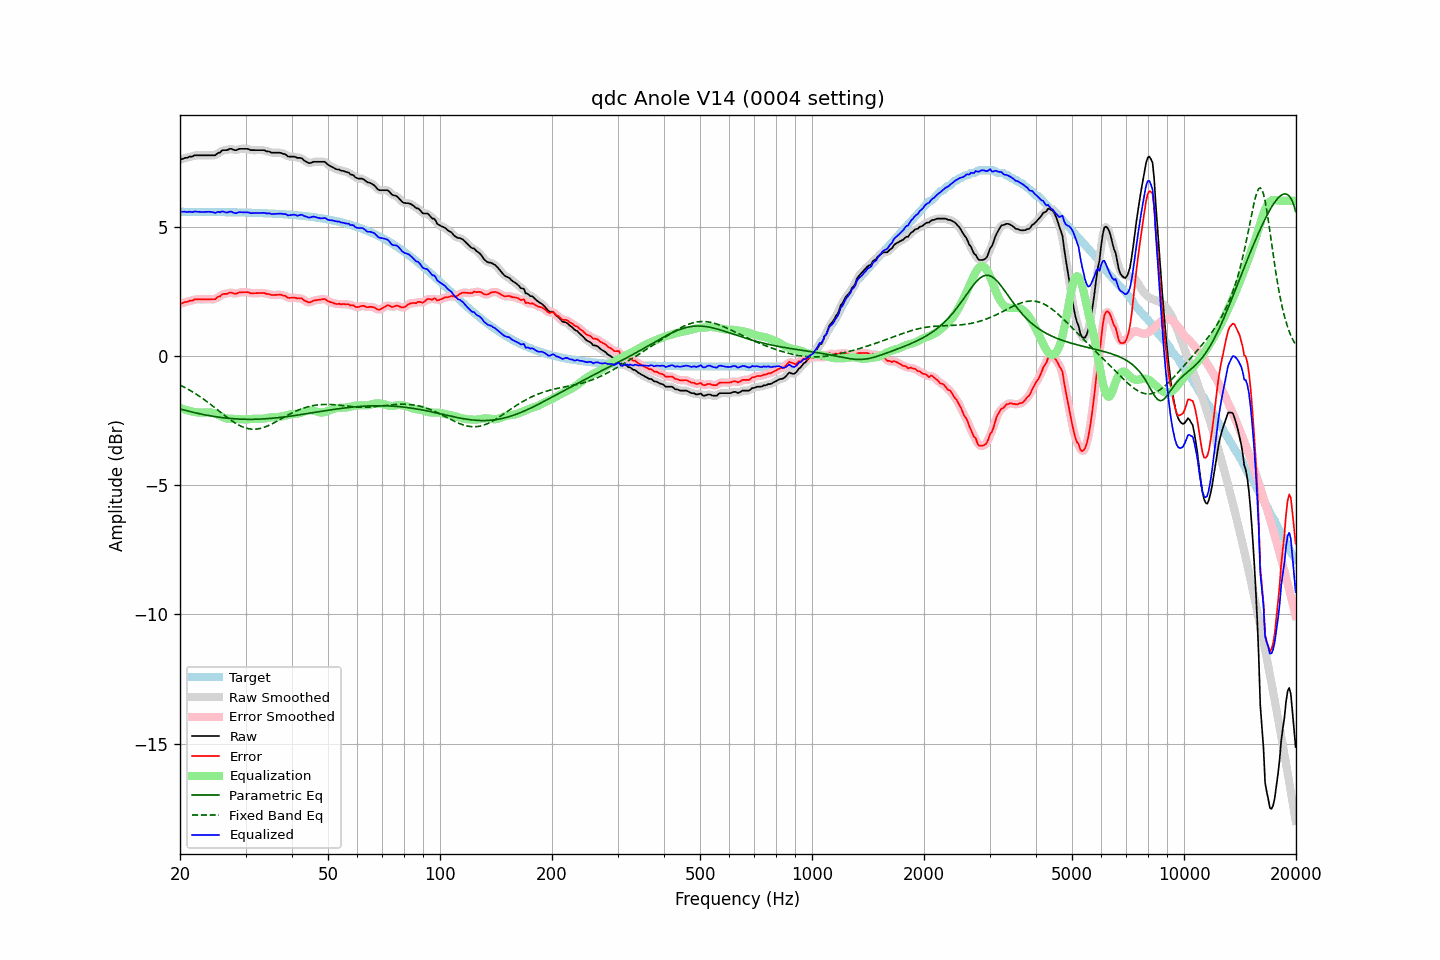 qdc Anole V14 (0004 setting)
Amplitude (dBr)
5
0
−5
−10
−15
Target
Raw Smoothed
Error Smoothed
Raw
Error
Equalization
Parametric Eq
Fixed Band Eq
Equalized
20 50 100 200 500 1000 2000 5000 10000 20000
Frequency (Hz)